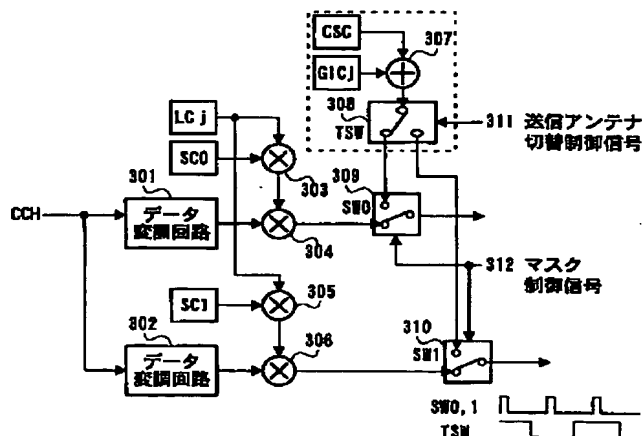 CSC
307
GICj
308
TSW
311 送信アンテナ
切替制御信号
LCj
SC0
303
309
SW0
301
CCH
データ
変調回路
304
312 マスク
制御信号
SC1
305
310
SW1
302
データ
変調回路
306
SW0,1
TSW